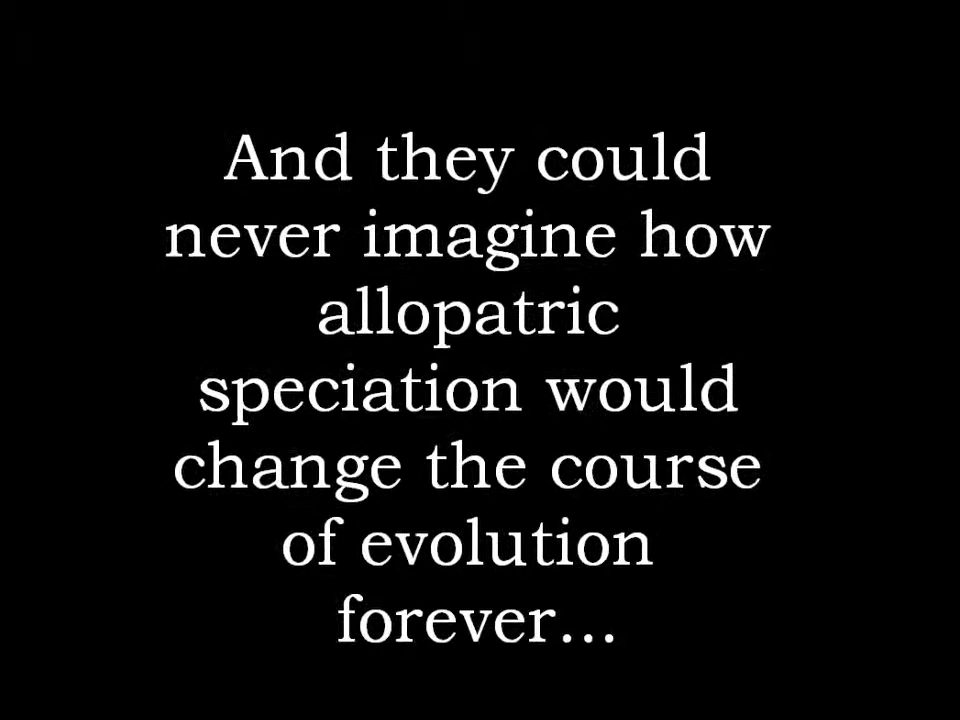 And they could
never imagine how
allopatric
speciation would
change the course
of evolution
forever...